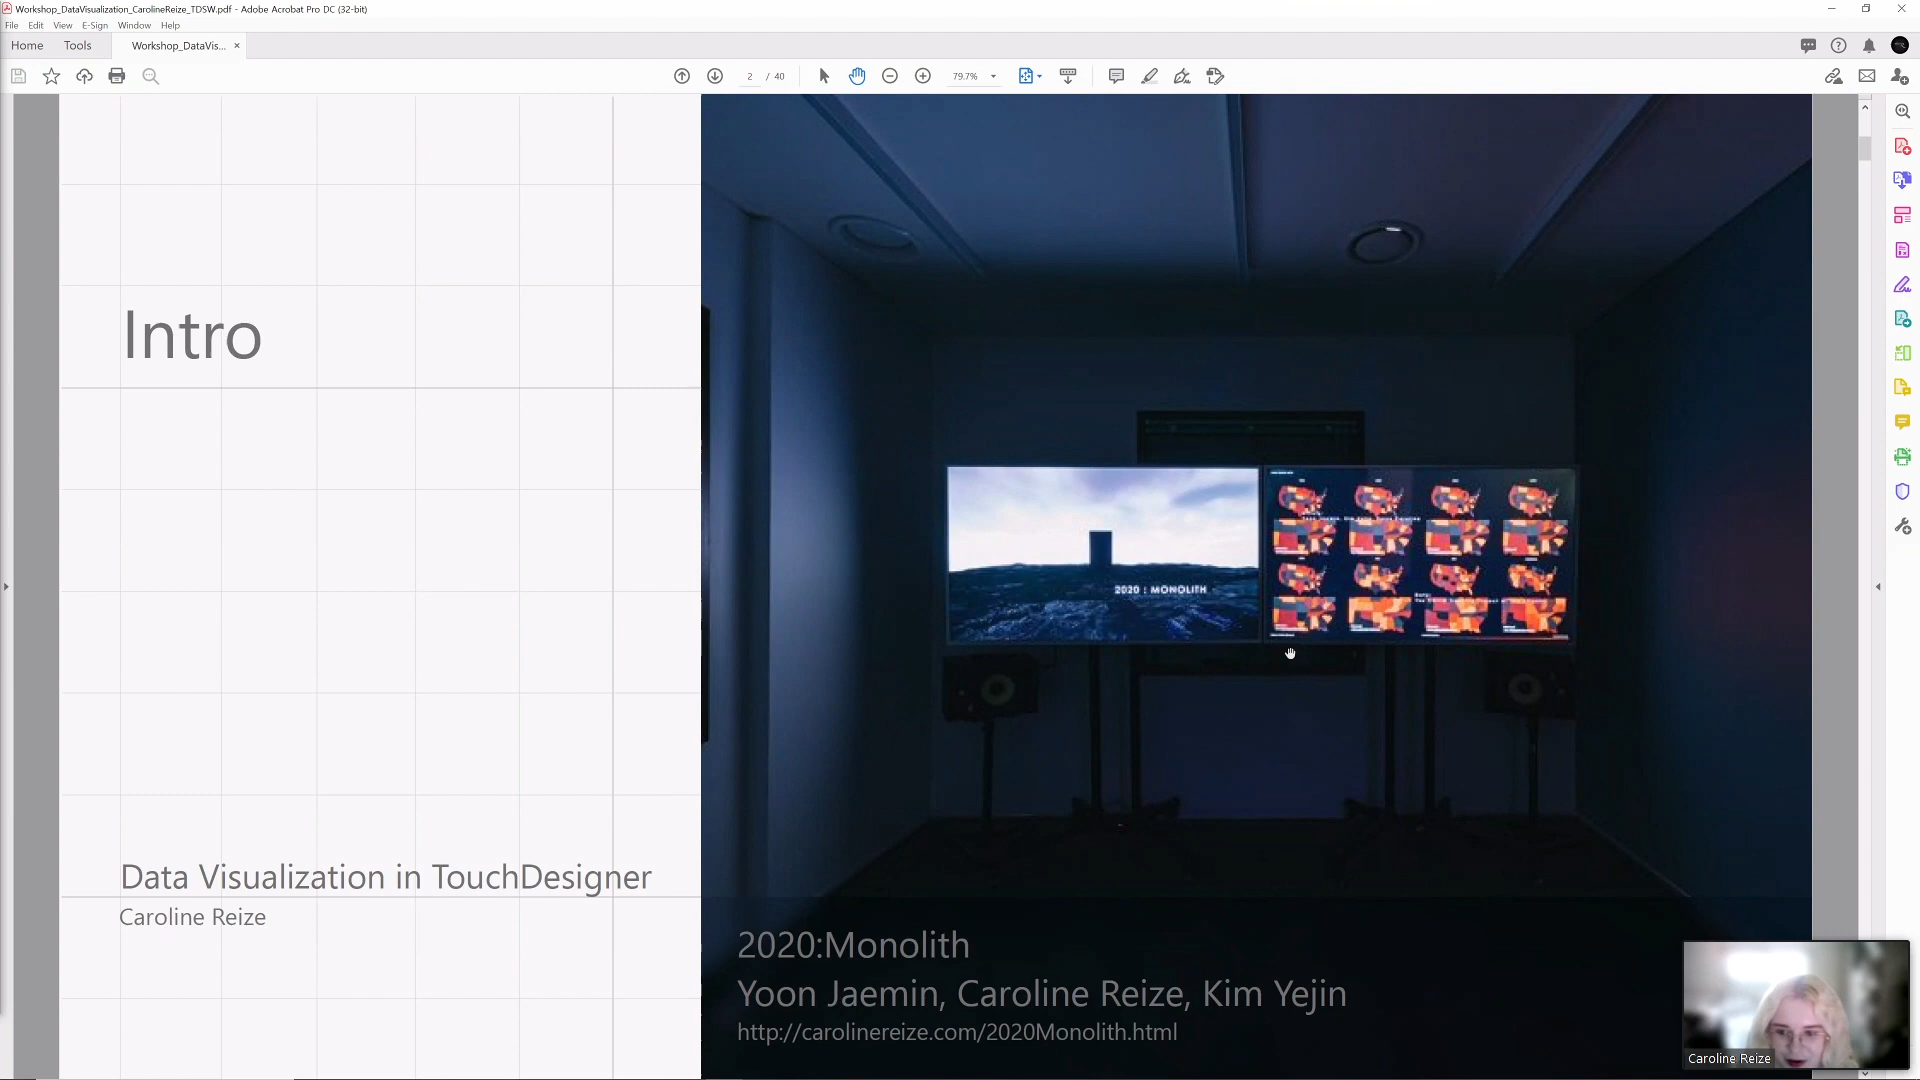 Workshop_DataVisualization_CarolineReize_TDSW.pdf - Adobe Acrobat Pro DC (32-bit)
File Edit View E-Sign Window Help
Home Tools Workshop_DataVis... ×
2 / 40 79.7%
Intro
2020 : MONOLITH
Data Visualization in TouchDesigner
Caroline Reize
2020:Monolith
Yoon Jaemin, Caroline Reize, Kim Yejin
http://carolinereize.com/2020Monolith.html
Caroline Reize